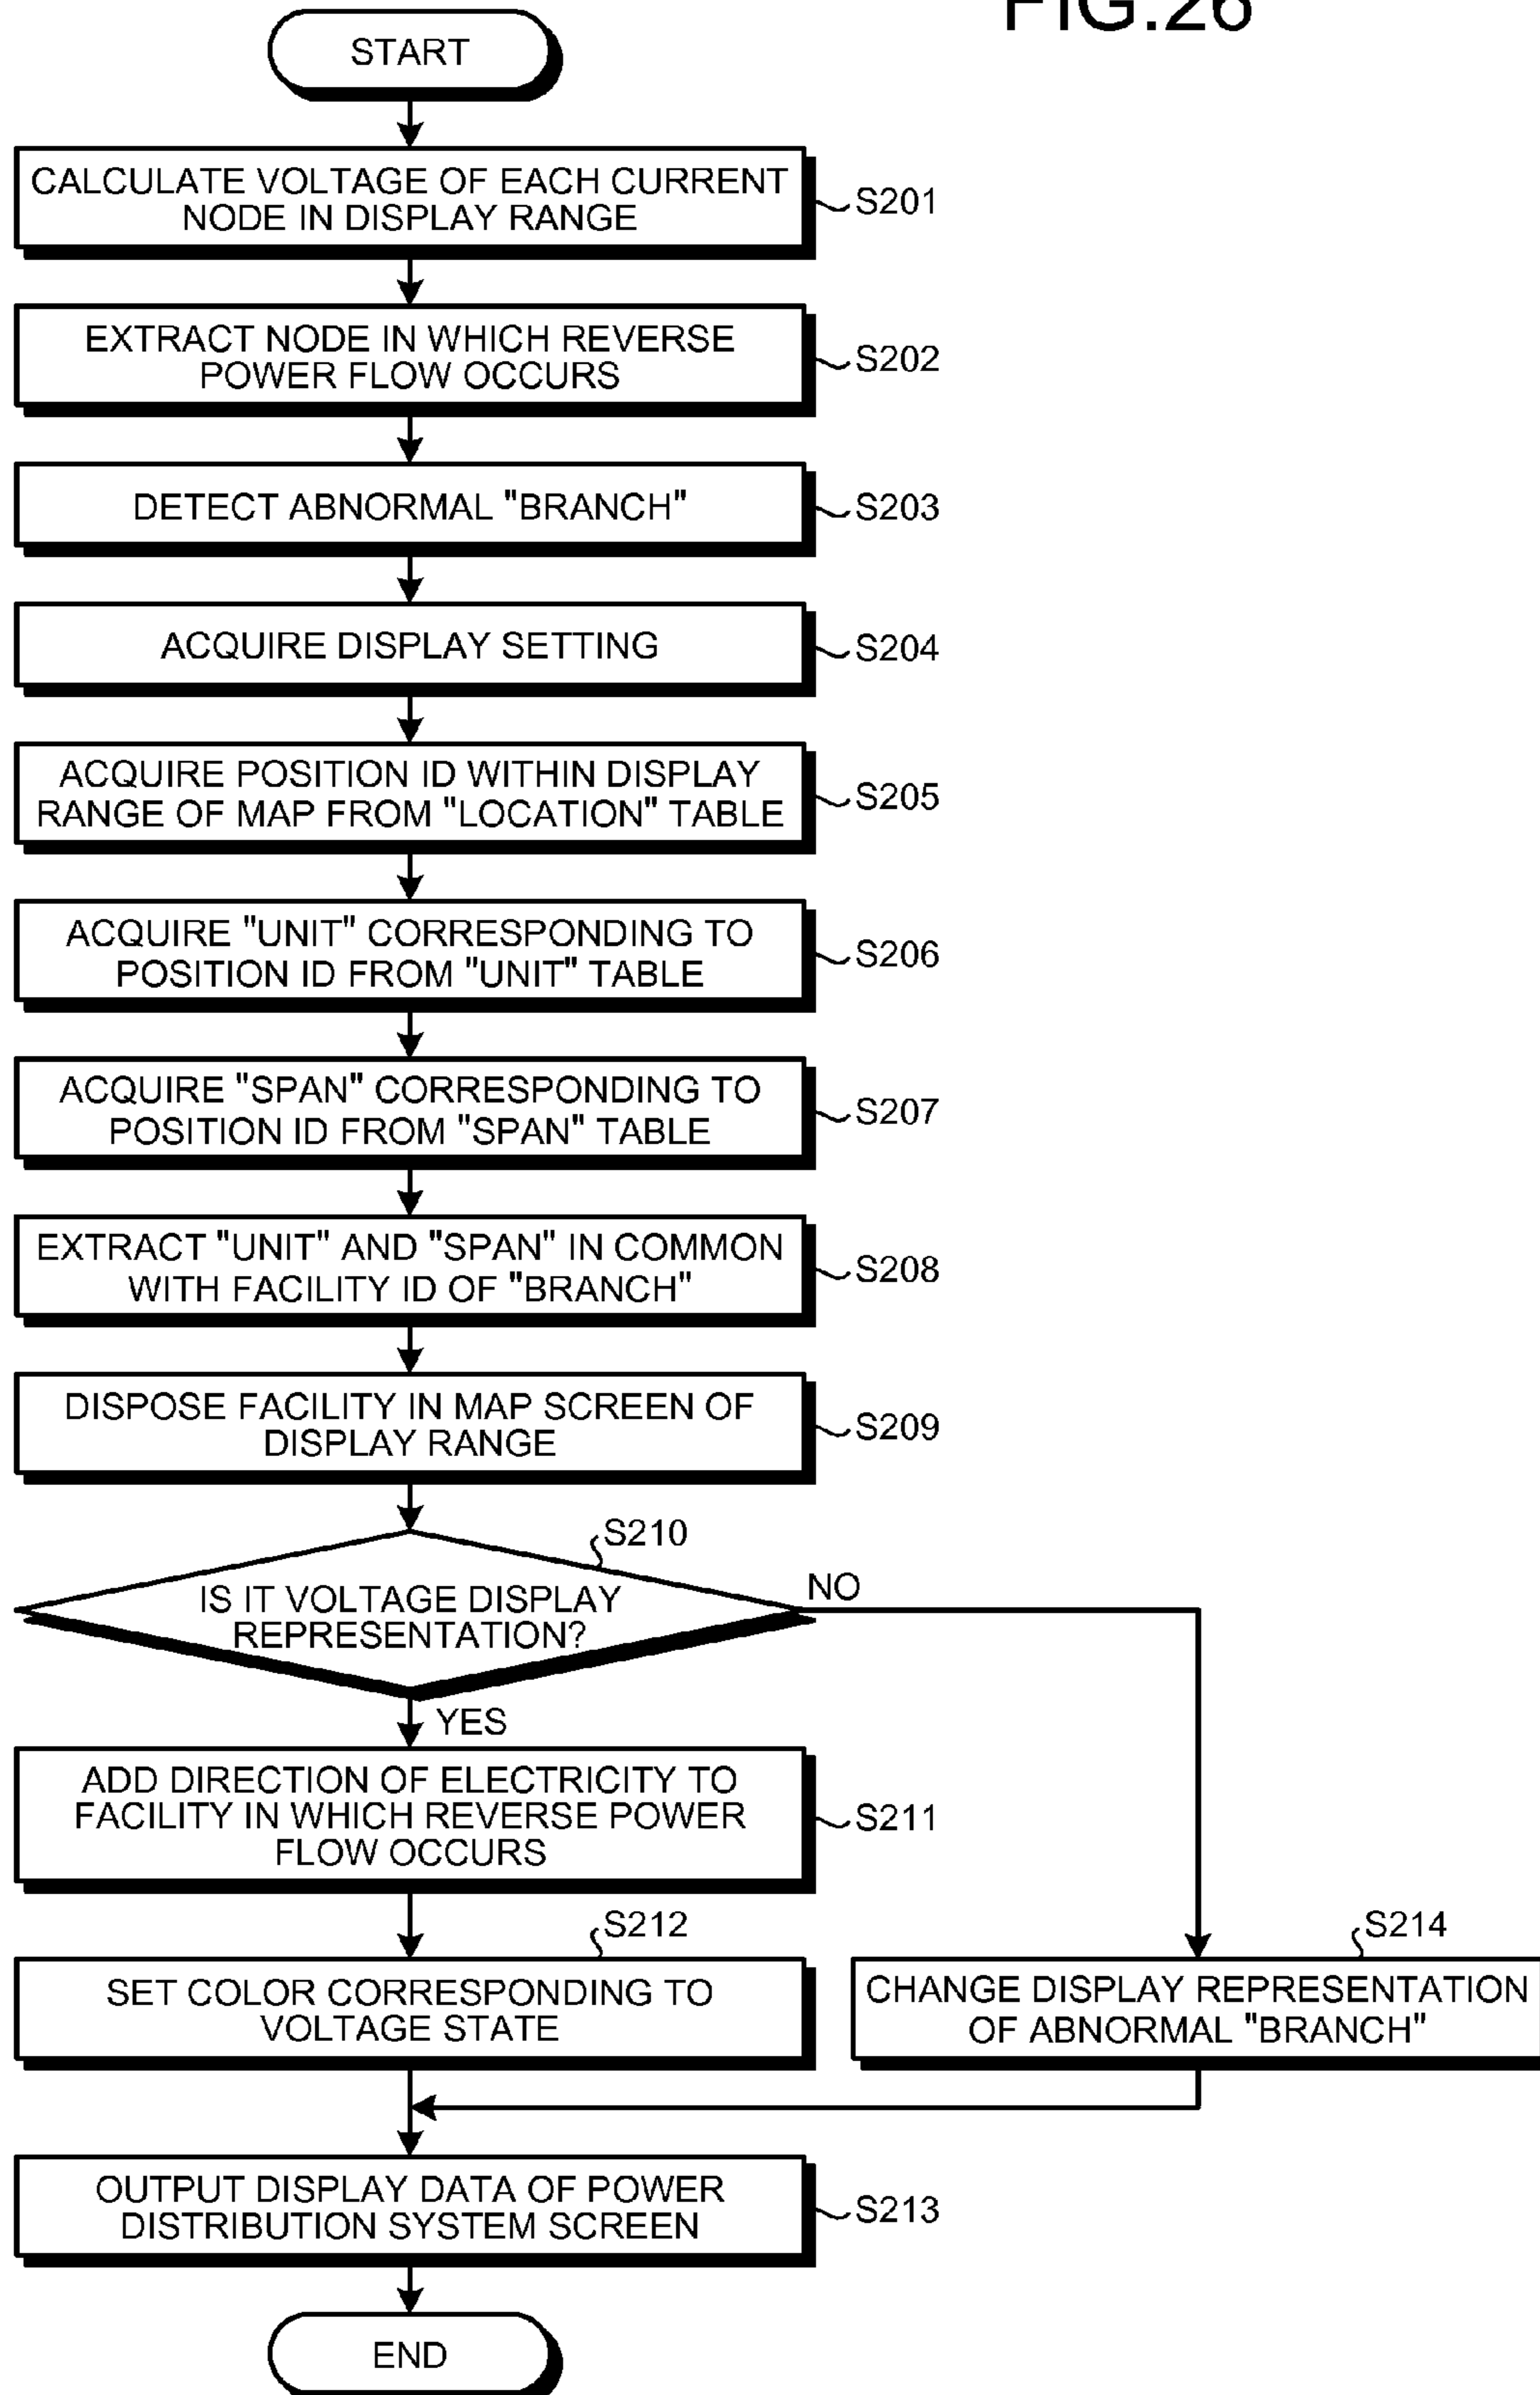 FIG.26
START
CALCULATE VOLTAGE OF EACH CURRENT
NODE IN DISPLAY RANGE
S201
EXTRACT NODE IN WHICH REVERSE
POWER FLOW OCCURS
S202
DETECT ABNORMAL "BRANCH"
S203
ACQUIRE DISPLAY SETTING
S204
ACQUIRE POSITION ID WITHIN DISPLAY
RANGE OF MAP FROM "LOCATION" TABLE
S205
ACQUIRE "UNIT" CORRESPONDING TO
POSITION ID FROM "UNIT" TABLE
S206
ACQUIRE "SPAN" CORRESPONDING TO
POSITION ID FROM "SPAN" TABLE
S207
EXTRACT "UNIT" AND "SPAN" IN COMMON
WITH FACILITY ID OF "BRANCH"
S208
DISPOSE FACILITY IN MAP SCREEN OF
DISPLAY RANGE
S209
S210
IS IT VOLTAGE DISPLAY
REPRESENTATION?
NO
YES
ADD DIRECTION OF ELECTRICITY TO
FACILITY IN WHICH REVERSE POWER
FLOW OCCURS
S211
S212
SET COLOR CORRESPONDING TO
VOLTAGE STATE
S214
CHANGE DISPLAY REPRESENTATION
OF ABNORMAL "BRANCH"
OUTPUT DISPLAY DATA OF POWER
DISTRIBUTION SYSTEM SCREEN
S213
END